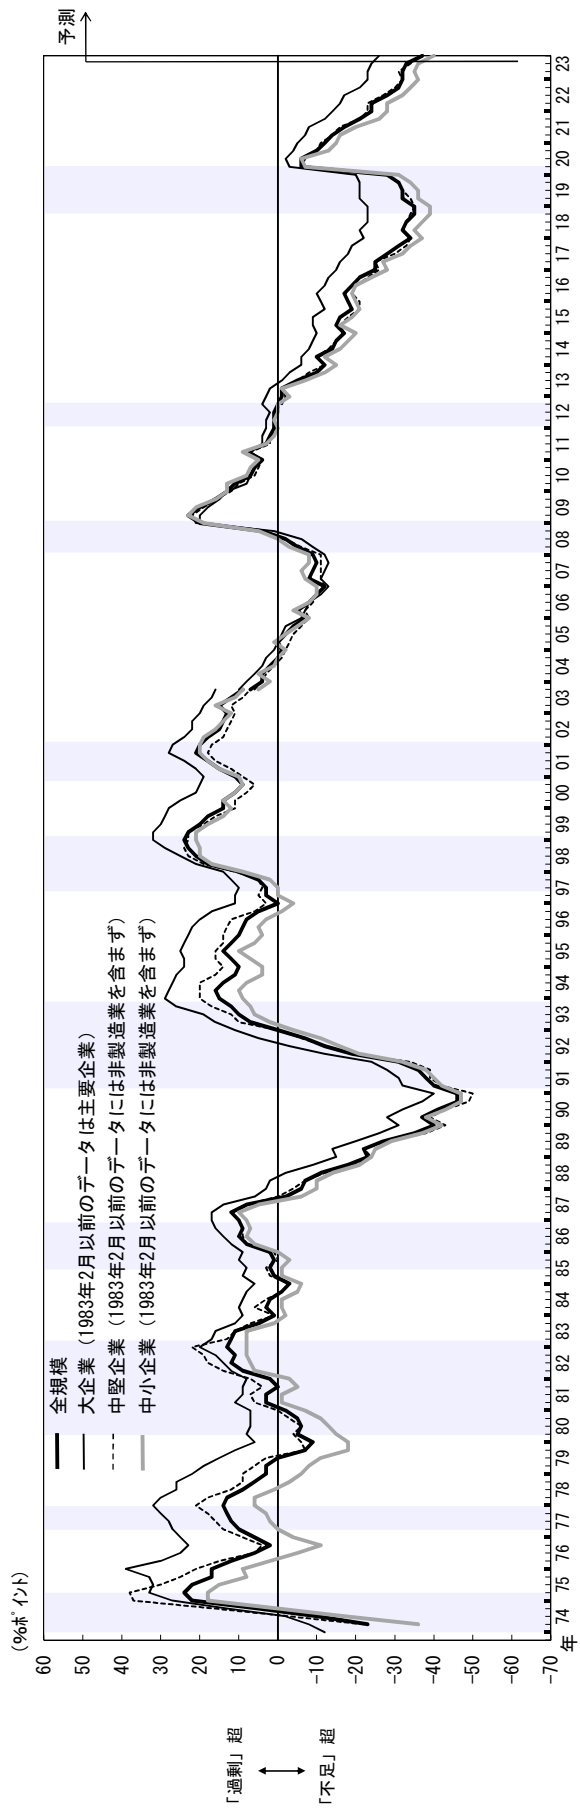 (%ポイント)
予測
全規模
大企業（1983年2月以前のデータは主要企業）
中堅企業（1983年2月以前のデータには非製造業を含まず）
中小企業（1983年2月以前のデータには非製造業を含まず）
60
50
40
30
20
10
0
-10
-20
-30
-40
-50
-60
-70
「過剰」超
「不足」超
74 75 76 77 78 79 80 81 82 83 84 85 86 87 88 89 90 91 92 93 94 95 96 97 98 99 00 01 02 03 04 05 06 07 08 09 10 11 12 13 14 15 16 17 18 19 20 21 22 23
年